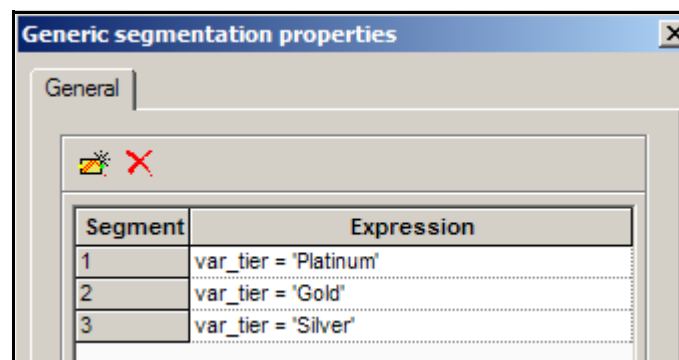 Generic segmentation properties
General
Segment Expression
1 var_tier = 'Platinum'
2 var_tier = 'Gold'
3 var_tier = 'Silver'